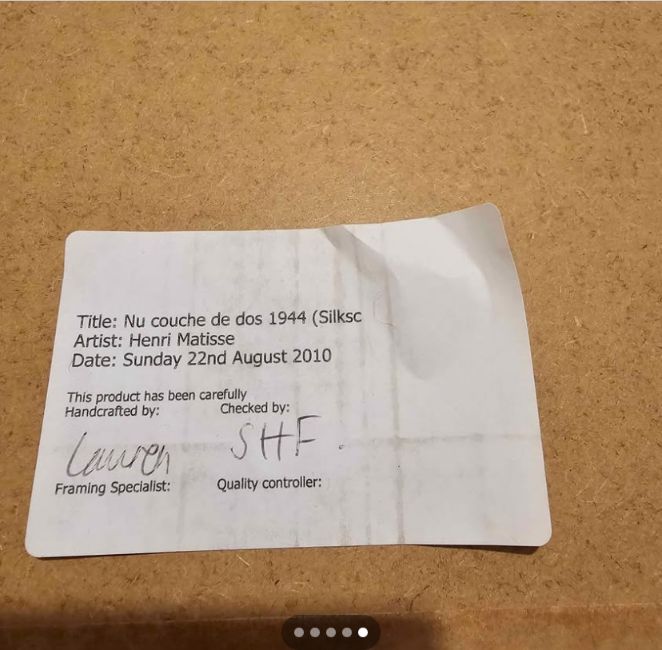 Title: Nu couche de dos 1944 (Silksc
Artist: Henri Matisse
Date: Sunday 22nd August 2010
This product has been carefully
Handcrafted by: Checked by:
Lauren SHF.
Framing Specialist: Quality controller: